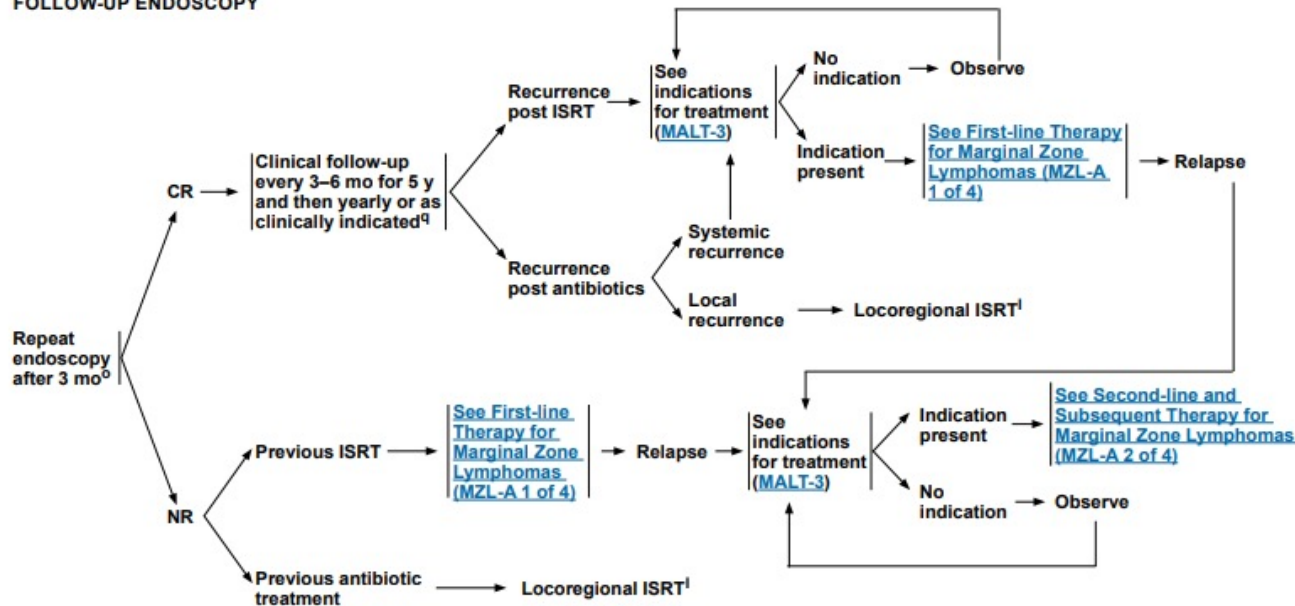 FOLLOW-UP ENDOSCOPY
Repeat
endoscopy
after 3 moᵒ
CR
Clinical follow-up
every 3–6 mo for 5 y
and then yearly or as
clinically indicatedq
Recurrence
post ISRT
See
indications
for treatment
(MALT-3)
No
indication
Observe
Indication
present
See First-line Therapy
for Marginal Zone
Lymphomas (MZL-A
1 of 4)
Relapse
Recurrence
post antibiotics
Systemic
recurrence
Local
recurrence
Locoregional ISRTˡ
NR
Previous ISRT
See First-line
Therapy for
Marginal Zone
Lymphomas
(MZL-A 1 of 4)
Relapse
See
indications
for treatment
(MALT-3)
Indication
present
See Second-line and
Subsequent Therapy for
Marginal Zone Lymphomas
(MZL-A 2 of 4)
No
indication
Observe
Previous antibiotic
treatment
Locoregional ISRTˡ